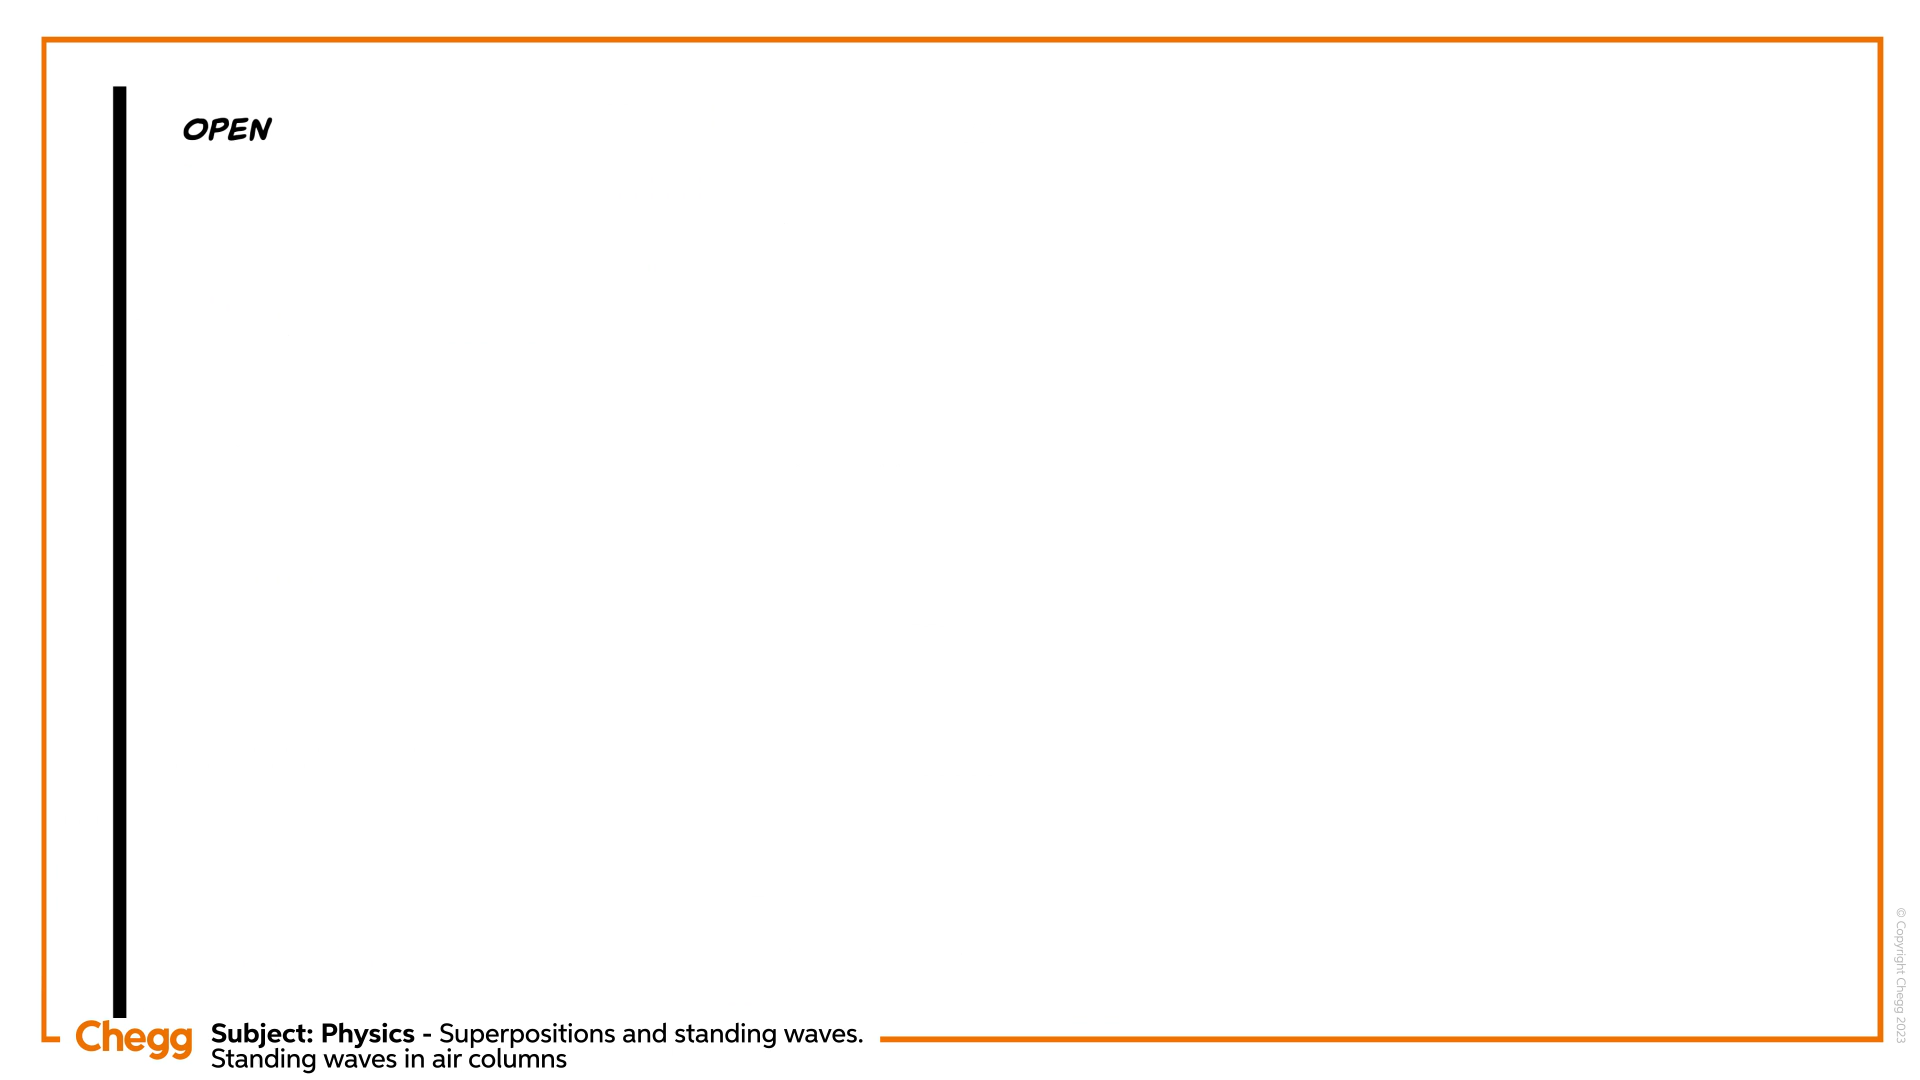 OPEN
Chegg
Subject: Physics - Superpositions and standing waves.
Standing waves in air columns
© Copyright Chegg 2023